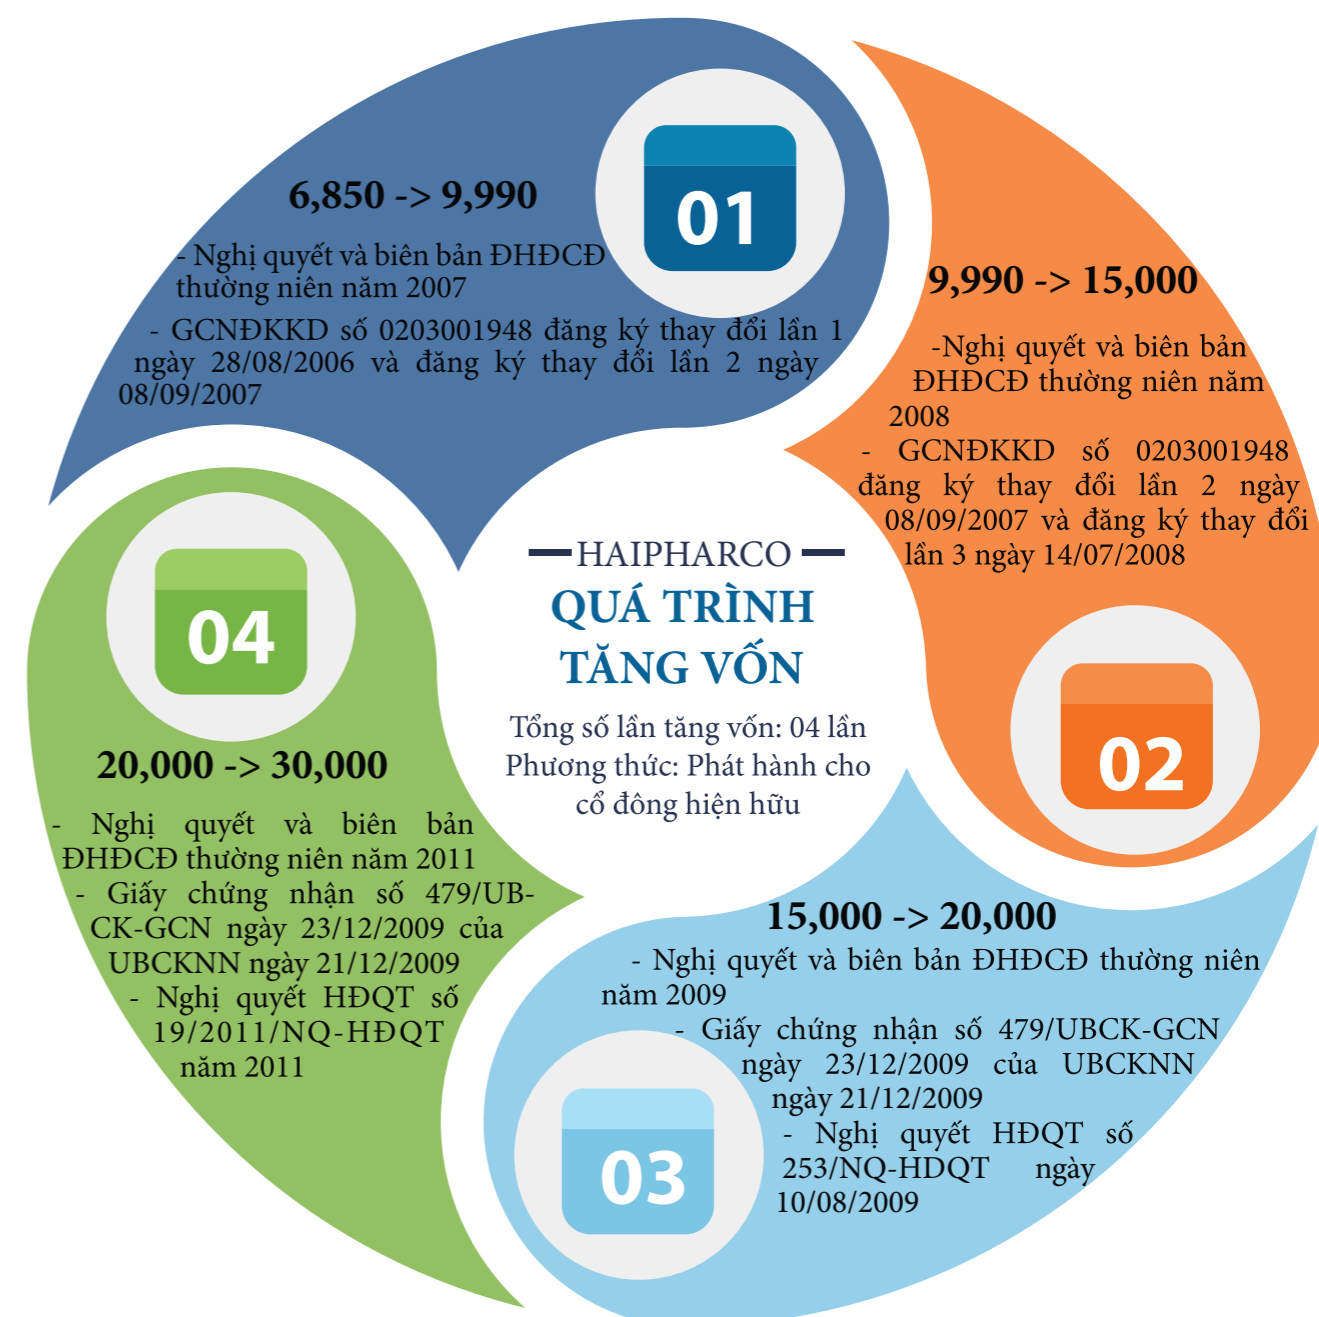 HAIPHARCO
QUÁ TRÌNH
TĂNG VỐN
Tổng số lần tăng vốn: 04 lần
Phương thức: Phát hành cho
cổ đông hiện hữu
01
6,850 -> 9,990
- Nghị quyết và biên bản ĐHĐCĐ
thường niên năm 2007
- GCNĐKKD số 0203001948 đăng ký thay đổi lần 1
ngày 28/08/2006 và đăng ký thay đổi lần 2 ngày
08/09/2007
9,990 -> 15,000
-Nghị quyết và biên bản
ĐHĐCĐ thường niên năm
2008
- GCNĐKKD số 0203001948
đăng ký thay đổi lần 2 ngày
08/09/2007 và đăng ký thay đổi
lần 3 ngày 14/07/2008
02
15,000 -> 20,000
- Nghị quyết và biên bản ĐHĐCĐ thường niên
năm 2009
- Giấy chứng nhận số 479/UBCK-GCN
ngày 23/12/2009 của UBCKNN
ngày 21/12/2009
- Nghị quyết HĐQT số
253/NQ-HDQT ngày
10/08/2009
03
04
20,000 -> 30,000
- Nghị quyết và biên bản
ĐHĐCĐ thường niên năm 2011
- Giấy chứng nhận số 479/UB-
CK-GCN ngày 23/12/2009 của
UBCKNN ngày 21/12/2009
- Nghị quyết HĐQT số
19/2011/NQ-HĐQT
năm 2011